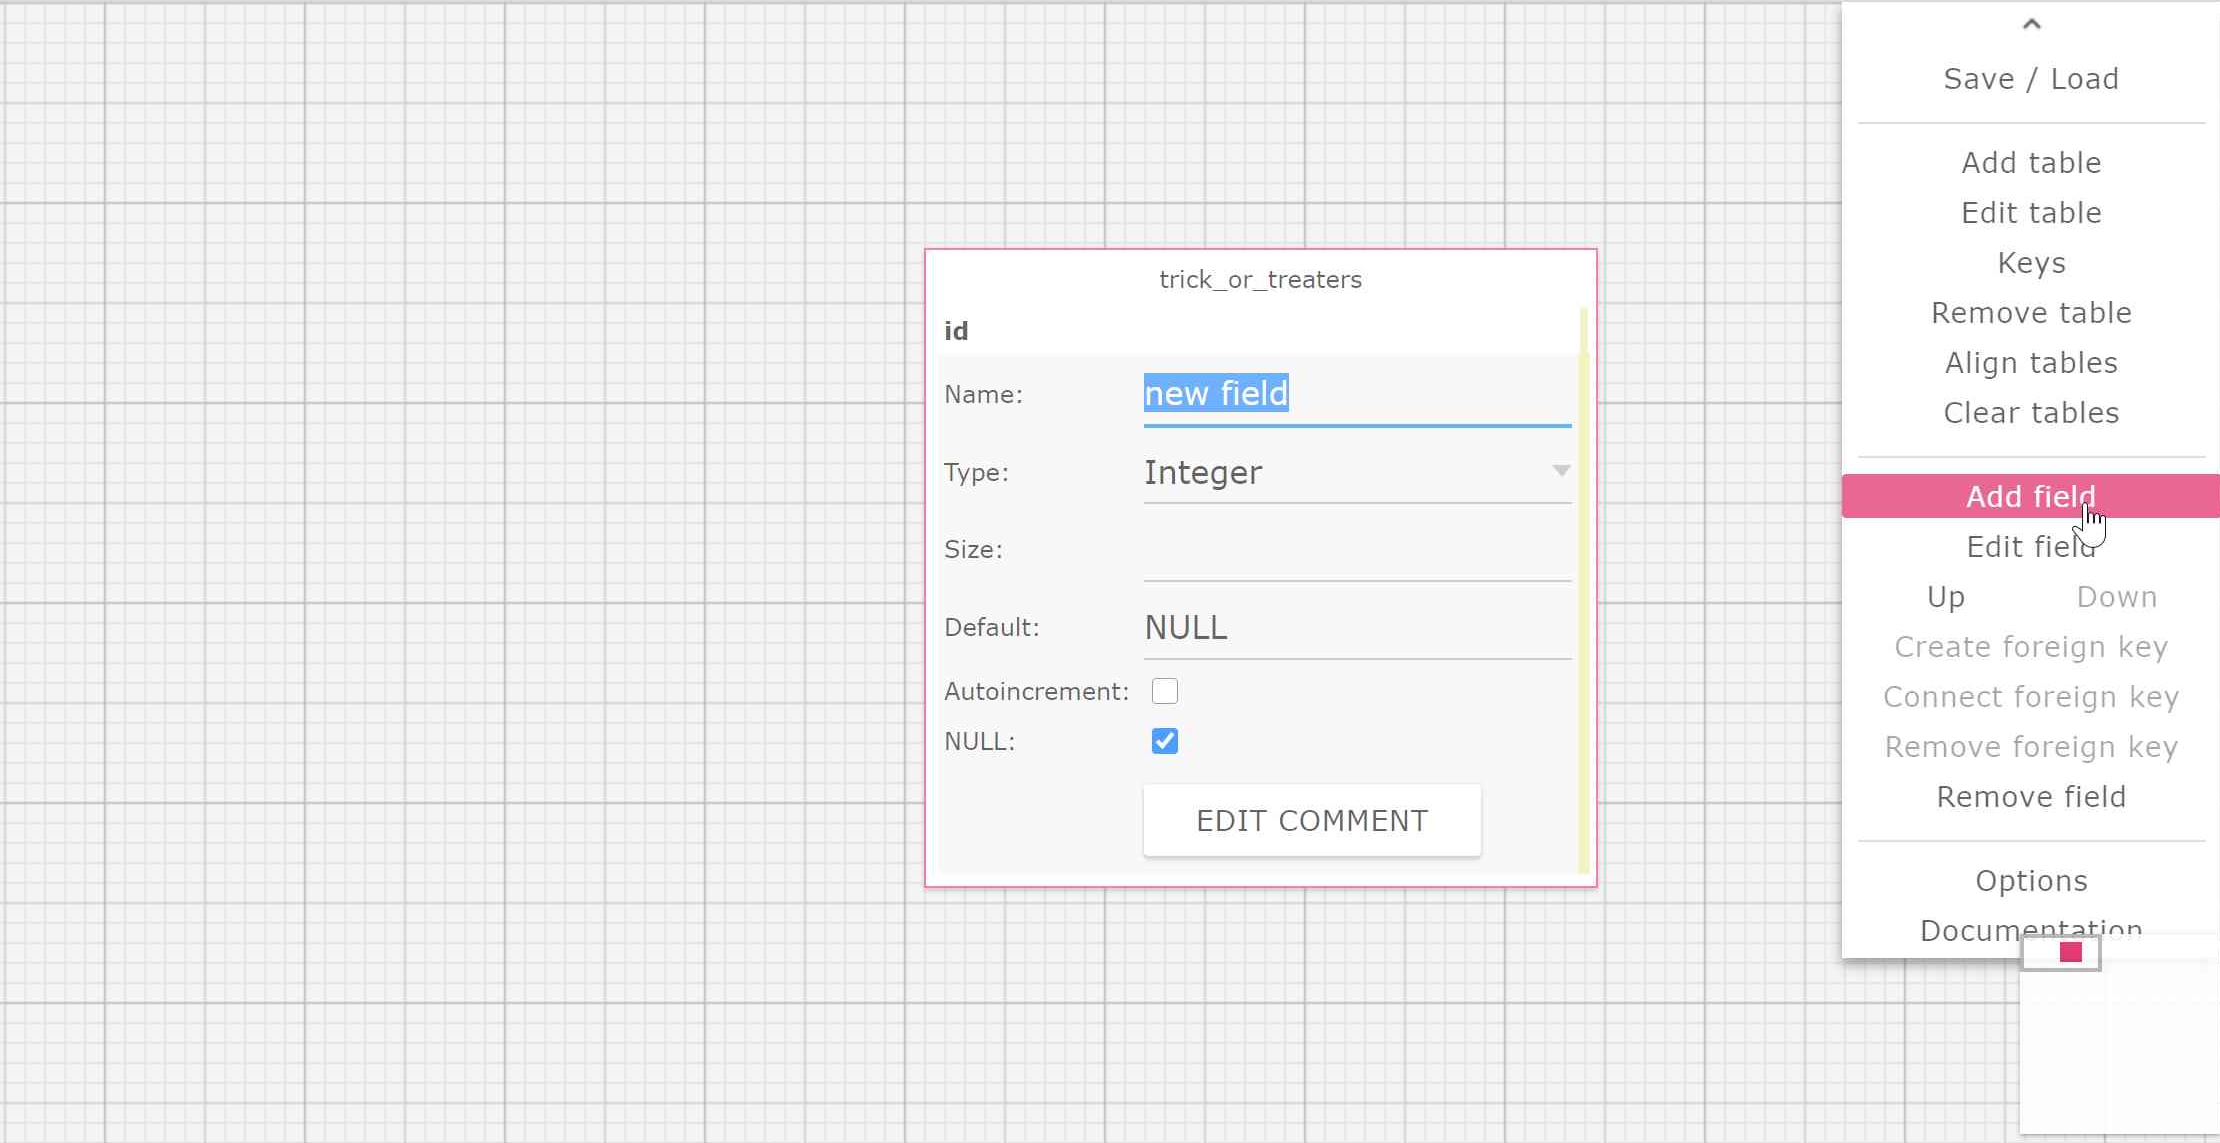 trick_or_treaters
id
Name: new field
Type: Integer
Size:
Default: NULL
Autoincrement:
NULL:
EDIT COMMENT
Save / Load
Add table
Edit table
Keys
Remove table
Align tables
Clear tables
Add field
Edit field
Up Down
Create foreign key
Connect foreign key
Remove foreign key
Remove field
Options
Documentation